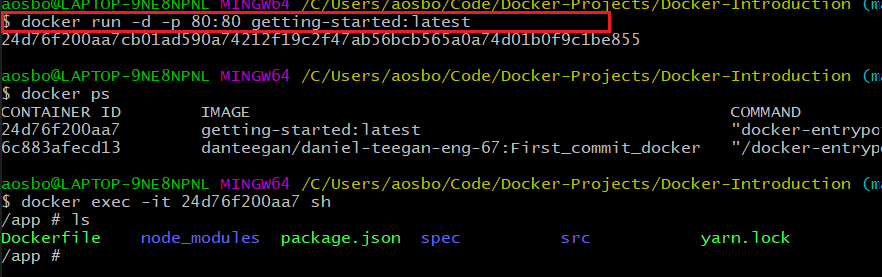 aosbo@LAPTOP-9NE8NPNL MINGW64 /C/Users/aosbo/Code/Docker-Projects/Docker-Introduction (ma
$ docker run -d -p 80:80 getting-started:latest
24d76f200aa7cb01ad590a74212f19c2f47ab56bcb565a0a74d01b0f9c1be855
aosbo@LAPTOP-9NE8NPNL MINGW64 /C/Users/aosbo/Code/Docker-Projects/Docker-Introduction (ma
$ docker ps
CONTAINER ID IMAGE COMMAND
24d76f200aa7 getting-started:latest "docker-entrypo
6c883afecd13 danteegan/daniel-teegan-eng-67:First_commit_docker "/docker-entryp
aosbo@LAPTOP-9NE8NPNL MINGW64 /C/Users/aosbo/Code/Docker-Projects/Docker-Introduction (ma
$ docker exec -it 24d76f200aa7 sh
/app # ls
Dockerfile node_modules package.json spec src yarn.lock
/app #